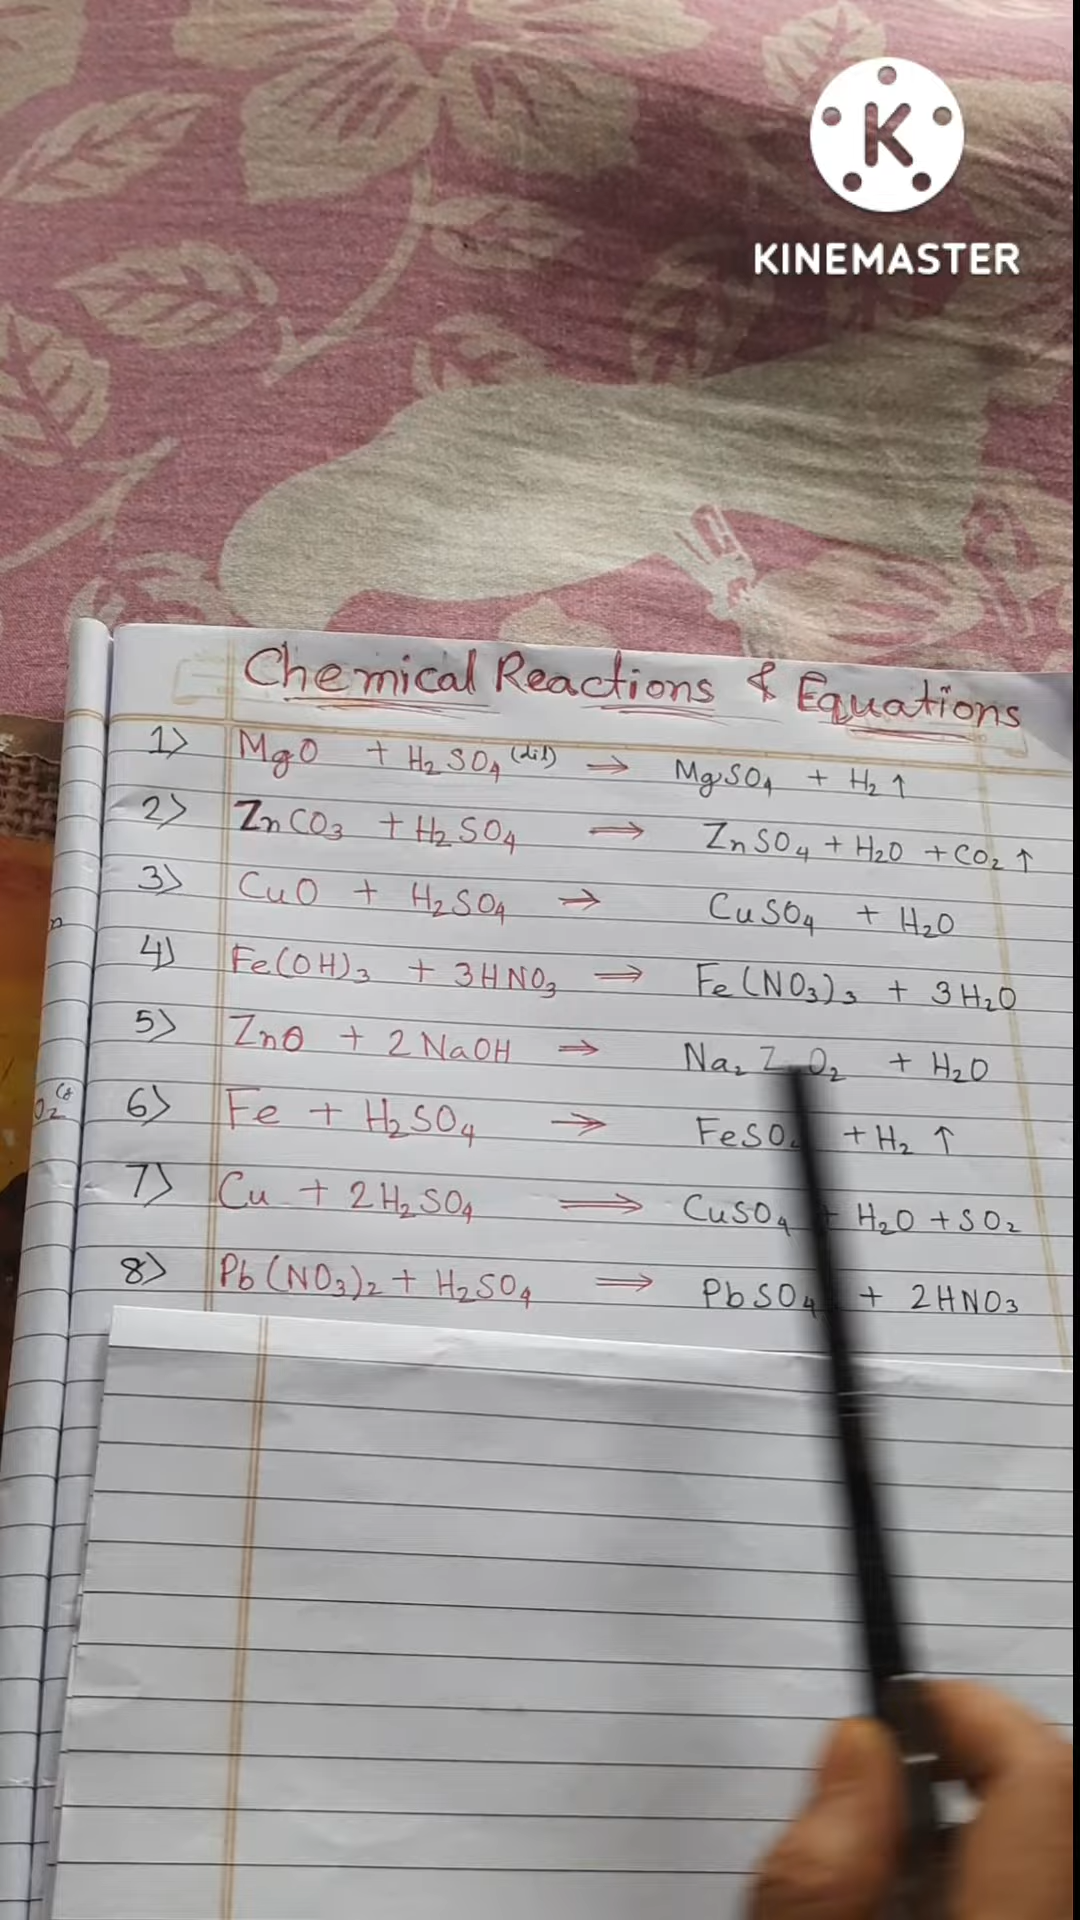 K
KINEMASTER
Chemical Reactions & Equations
1) MgO + H₂SO₄ (dil) → MgSO₄ + H₂ ↑
2) ZnCO₃ + H₂SO₄ → ZnSO₄ + H₂O + CO₂ ↑
3) CuO + H₂SO₄ → CuSO₄ + H₂O
4) Fe(OH)₃ + 3HNO₃ → Fe(NO₃)₃ + 3H₂O
5) ZnO + 2NaOH → Na₂Z O₂ + H₂O
6) Fe + H₂SO₄ → FeSO₄ + H₂ ↑
7) Cu + 2H₂SO₄ ⟹ CuSO₄ + H₂O + SO₂
8) Pb(NO₃)₂ + H₂SO₄ ⟹ PbSO₄ + 2HNO₃